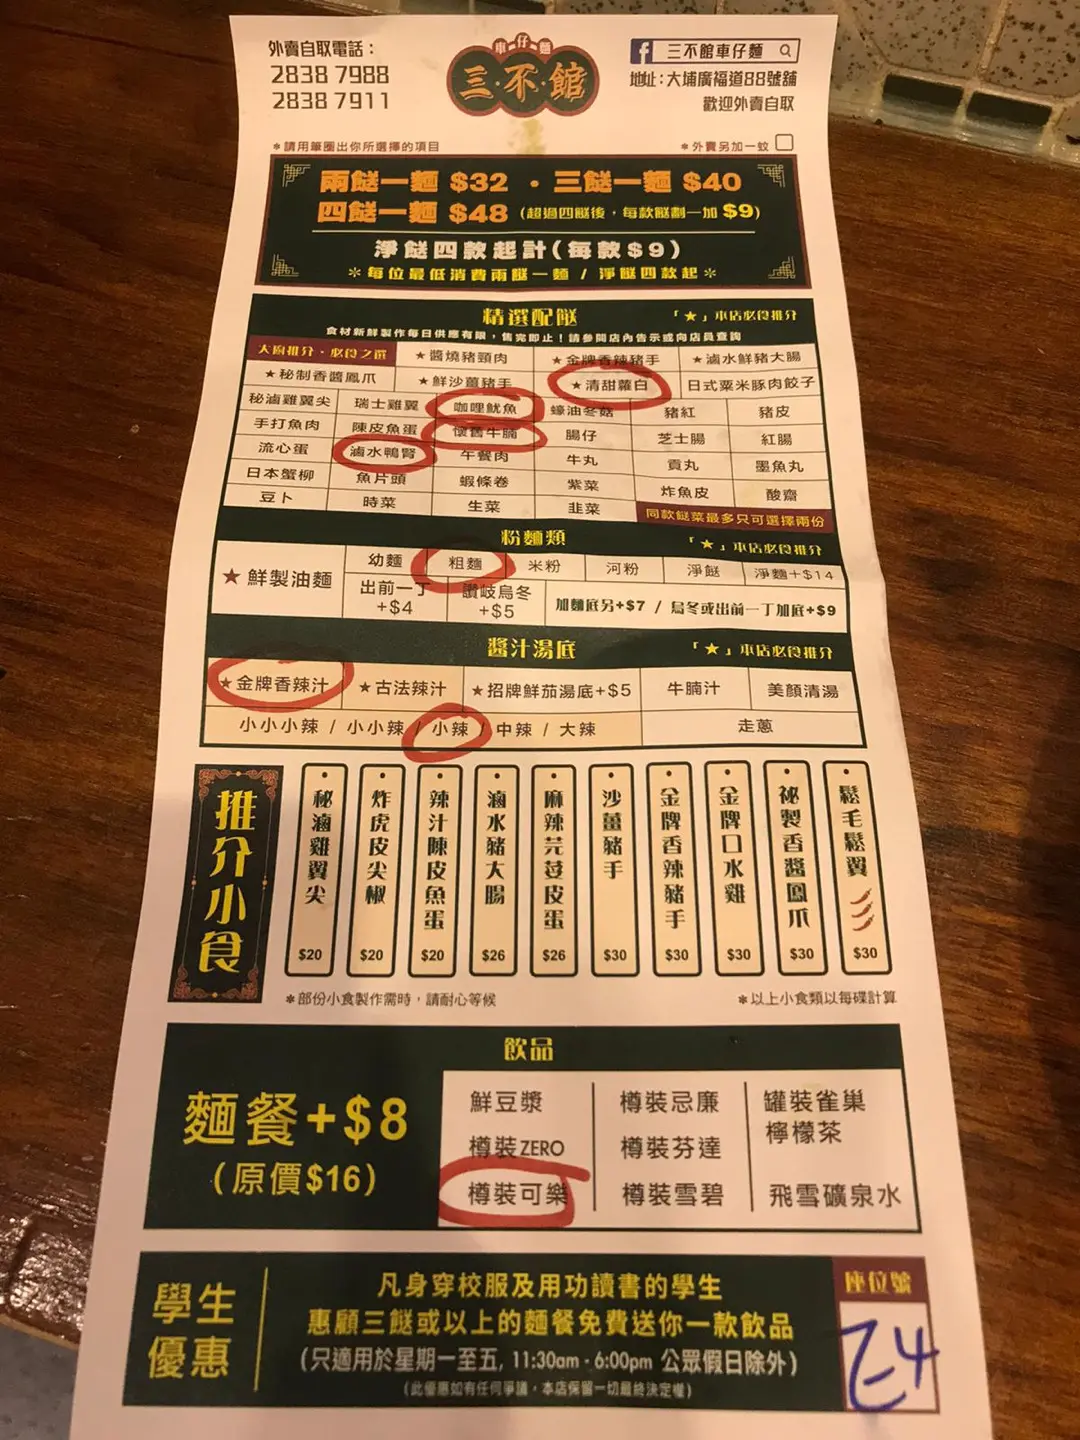 外賣自取電話：
2838 7988
2838 7911
車仔麵
三·不·館
三不館車仔麵
地址：大埔廣福道88號舖
歡迎外賣自取
＊請用筆圈出你所選擇的項目
＊外賣另加一蚊
兩餸一麵 $32 · 三餸一麵 $40
四餸一麵 $48 (超過四餸後，每款餸劃一加 $9)
淨餸四款起計(每款$9)
＊每位最低消費兩餸一麵 / 淨餸四款起＊
精選配餸
「★」本店必食推介
食材新鮮製作每日供應有限，售完即止！請參閱店內告示或向店員查詢
大廚推介·必食之選 ★醬燒豬頸肉 ★金牌香辣豬手 ★滷水鮮豬大腸
★秘制香醬鳳爪 ★鮮沙薑豬手 ★清甜蘿白 日式粟米豚肉餃子
秘滷雞翼尖 瑞士雞翼 咖哩魷魚 蠔油冬菇 豬紅 豬皮
手打魚肉 陳皮魚蛋 懷舊牛腩 腸仔 芝士腸 紅腸
流心蛋 滷水鴨腎 午餐肉 牛丸 貢丸 墨魚丸
日本蟹柳 魚片頭 蝦條卷 紫菜 炸魚皮 酸齋
豆卜 時菜 生菜 韭菜 同款餸菜最多只可選擇兩份
粉麵類
「★」本店必食推介
★鮮製油麵 幼麵 粗麵 米粉 河粉 淨餸 淨麵+$14
出前一丁+$4 讚岐烏冬+$5 加麵底另+$7 / 烏冬或出前一丁加底+$9
醬汁湯底
「★」本店必食推介
★金牌香辣汁 ★古法辣汁 ★招牌鮮茄湯底+$5 牛腩汁 美顏清湯
小小小辣 / 小小辣 / 小辣 / 中辣 / 大辣 走蔥
推介小食
秘滷雞翼尖 $20
炸虎皮尖椒 $20
辣汁陳皮魚蛋 $20
滷水豬大腸 $26
麻辣芫荽皮蛋 $26
沙薑豬手 $30
金牌香辣豬手 $30
金牌口水雞 $30
祕製香醬鳳爪 $30
鬆毛鬆翼 $30
＊部份小食製作需時，請耐心等候
＊以上小食類以每碟計算
飲品
麵餐+$8
(原價$16)
鮮豆漿 樽裝忌廉 罐裝雀巢檸檬茶
樽裝ZERO 樽裝芬達
樽裝可樂 樽裝雪碧 飛雪礦泉水
學生優惠
凡身穿校服及用功讀書的學生
惠顧三餸或以上的麵餐免費送你一款飲品
(只適用於星期一至五, 11:30am - 6:00pm 公眾假日除外)
(此優惠如有任何爭議，本店保留一切最終決定權)
座位號
乙-4